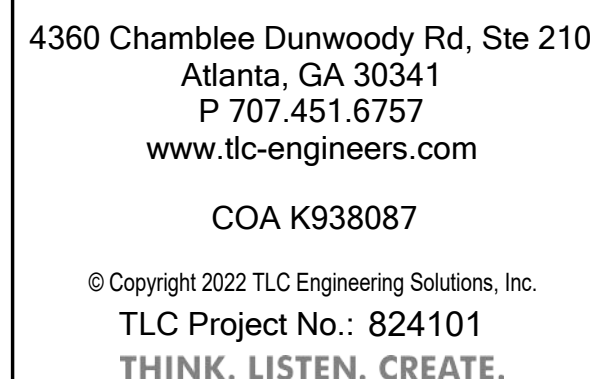 4360 Chamblee Dunwoody Rd, Ste 210
Atlanta, GA 30341
P 707.451.6757
www.tlc-engineers.com
COA K938087
© Copyright 2022 TLC Engineering Solutions, Inc.
TLC Project No.: 824101
THINK. LISTEN. CREATE.